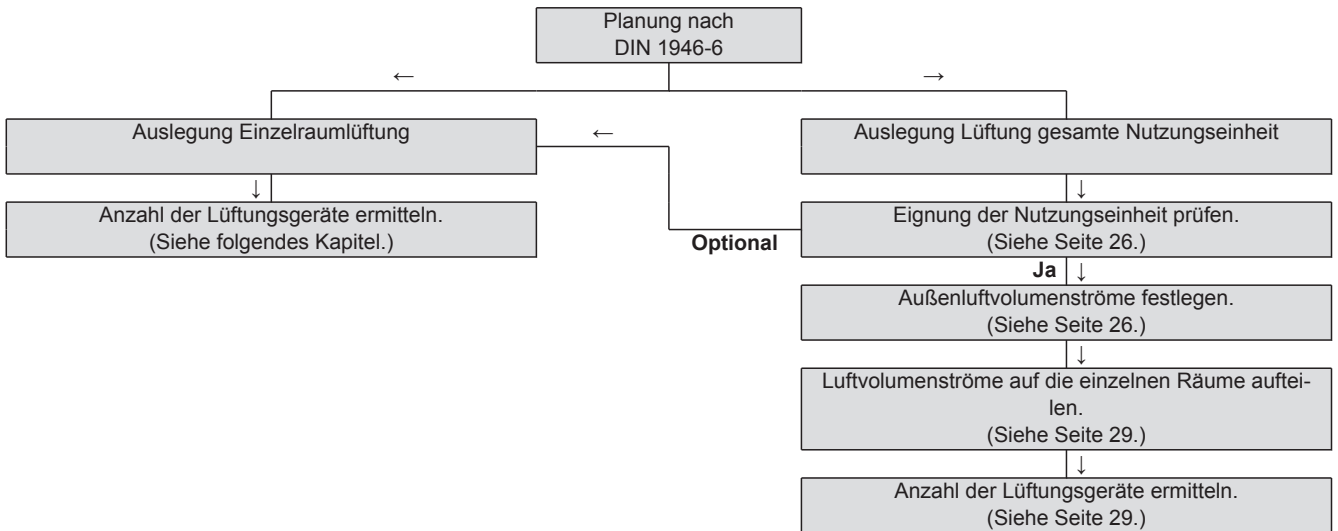 Planung nach
DIN 1946-6
← →
Auslegung Einzelraumlüftung
←
Auslegung Lüftung gesamte Nutzungseinheit
↓
↓
Anzahl der Lüftungsgeräte ermitteln.
(Siehe folgendes Kapitel.)
Optional
Eignung der Nutzungseinheit prüfen.
(Siehe Seite 26.)
Ja ↓
Außenluftvolumenströme festlegen.
(Siehe Seite 26.)
↓
Luftvolumenströme auf die einzelnen Räume auftei-
len.
(Siehe Seite 29.)
↓
Anzahl der Lüftungsgeräte ermitteln.
(Siehe Seite 29.)